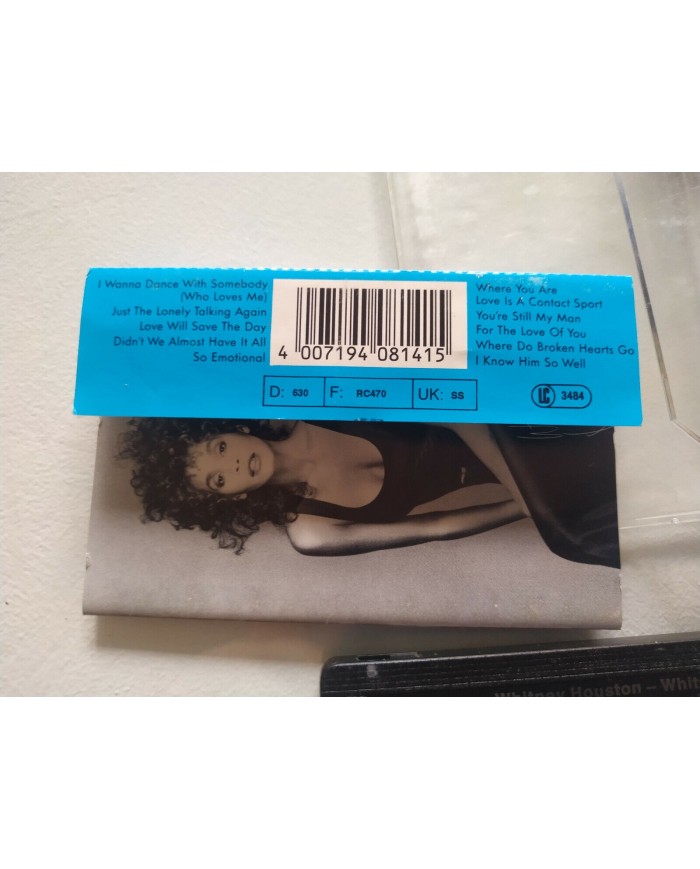 I Wanna Dance With Somebody
(Who Loves Me)
Just The Lonely Talking Again
Love Will Save The Day
Didn't We Almost Have It All
So Emotional
4 007194 081415
Where You Are
Love Is A Contact Sport
You're Still My Man
For The Love Of You
Where Do Broken Hearts Go
I Know Him So Well
D: 630 F: RC470 UK: SS
LC 3484
Whitney Houston – Whit